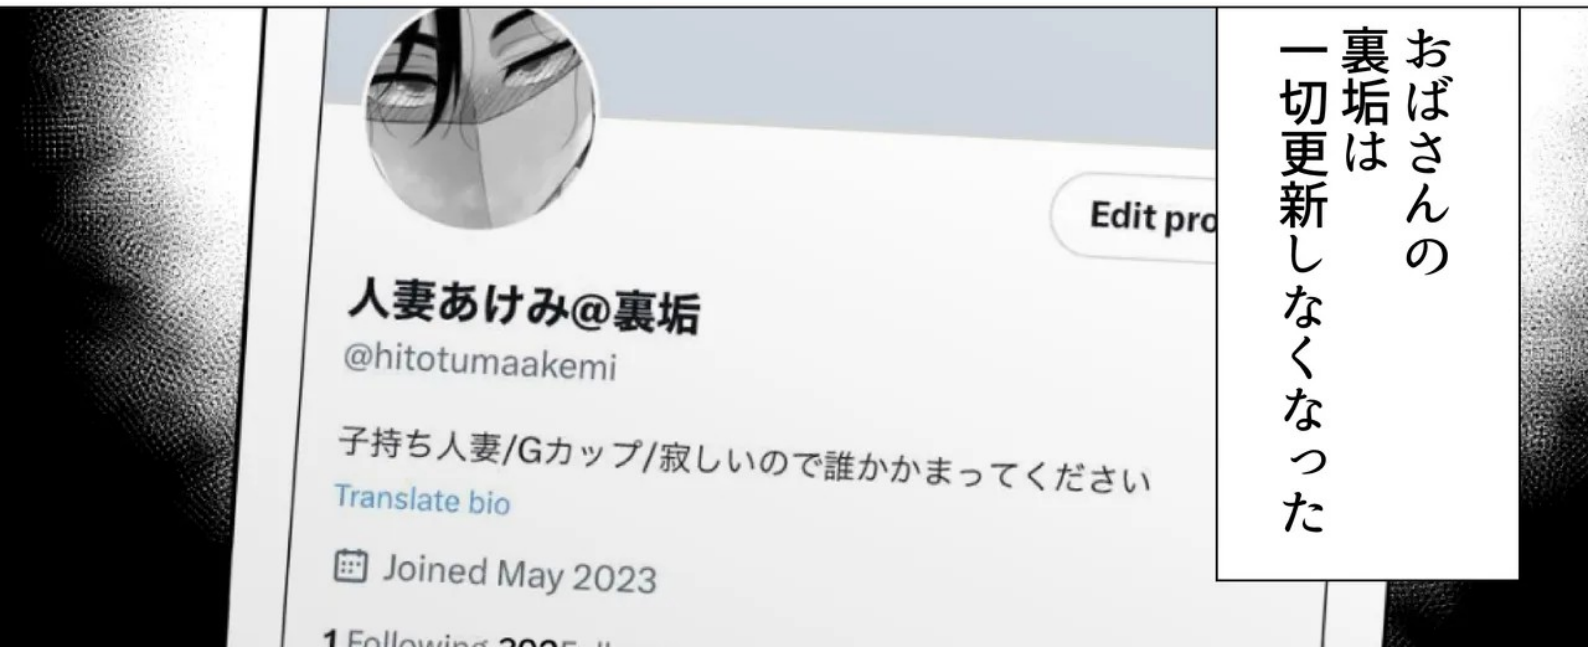 おばさんの
裏垢は
一切更新しなくなった
Edit pro
人妻あけみ@裏垢
@hitotumaakemi
子持ち人妻/Gカップ/寂しいので誰かかまってください
Translate bio
Joined May 2023
1 Following